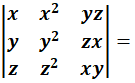 |x x² yz|
|y y² zx| =
|z z² xy|